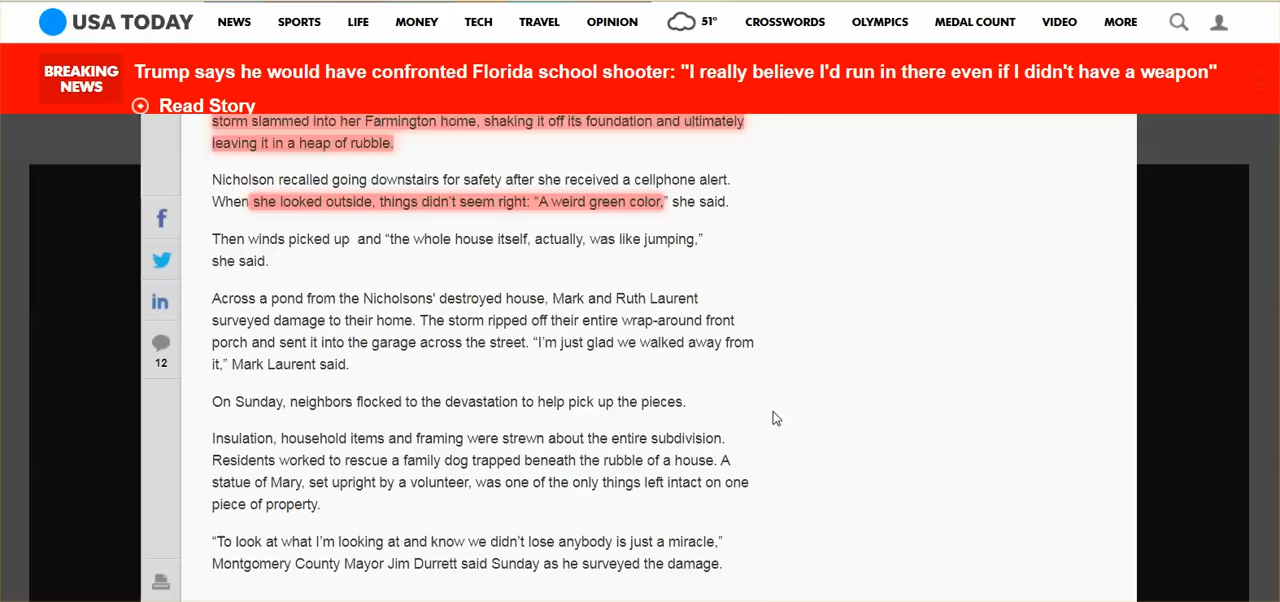 USA TODAY NEWS SPORTS LIFE MONEY TECH TRAVEL OPINION 51° CROSSWORDS OLYMPICS MEDAL COUNT VIDEO MORE
BREAKING NEWS
Trump says he would have confronted Florida school shooter: "I really believe I'd run in there even if I didn't have a weapon"
Read Story
storm slammed into her Farmington home, shaking it off its foundation and ultimately
leaving it in a heap of rubble.
Nicholson recalled going downstairs for safety after she received a cellphone alert.
When she looked outside, things didn't seem right: “A weird green color,” she said.
Then winds picked up  and “the whole house itself, actually, was like jumping,”
she said.
Across a pond from the Nicholsons' destroyed house, Mark and Ruth Laurent
surveyed damage to their home. The storm ripped off their entire wrap-around front
porch and sent it into the garage across the street. “I’m just glad we walked away from
it,” Mark Laurent said.
On Sunday, neighbors flocked to the devastation to help pick up the pieces.
Insulation, household items and framing were strewn about the entire subdivision.
Residents worked to rescue a family dog trapped beneath the rubble of a house. A
statue of Mary, set upright by a volunteer, was one of the only things left intact on one
piece of property.
“To look at what I’m looking at and know we didn’t lose anybody is just a miracle,”
Montgomery County Mayor Jim Durrett said Sunday as he surveyed the damage.
f
in
12